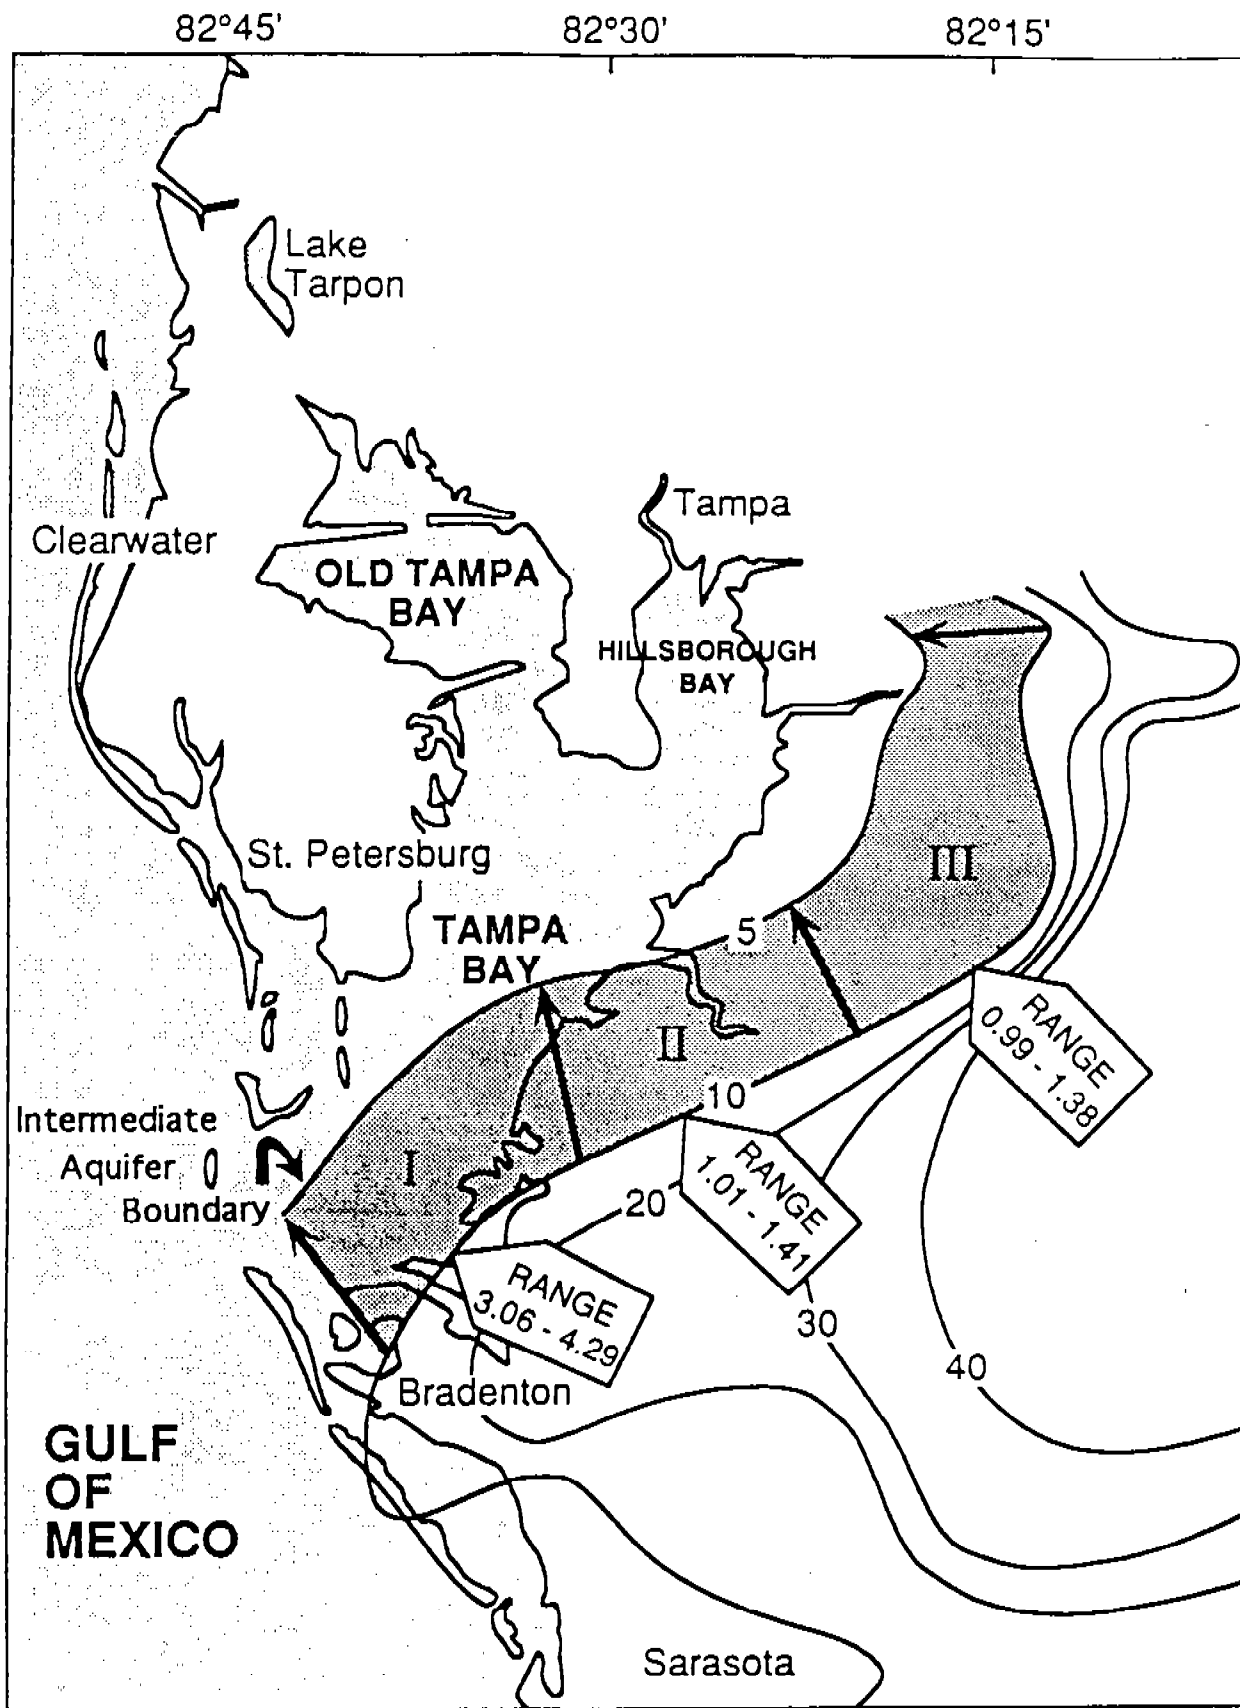 82°45'
82°30'
82°15'
Lake
Tarpon
Tampa
Clearwater
OLD TAMPA
BAY
HILLSBOROUGH
BAY
III
St. Petersburg
TAMPA
BAY
5
II
RANGE
0.99 - 1.38
10
Intermediate
Aquifer
Boundary
I
RANGE
1.01 - 1.41
20
RANGE
3.06 - 4.29
30
40
Bradenton
GULF
OF
MEXICO
Sarasota